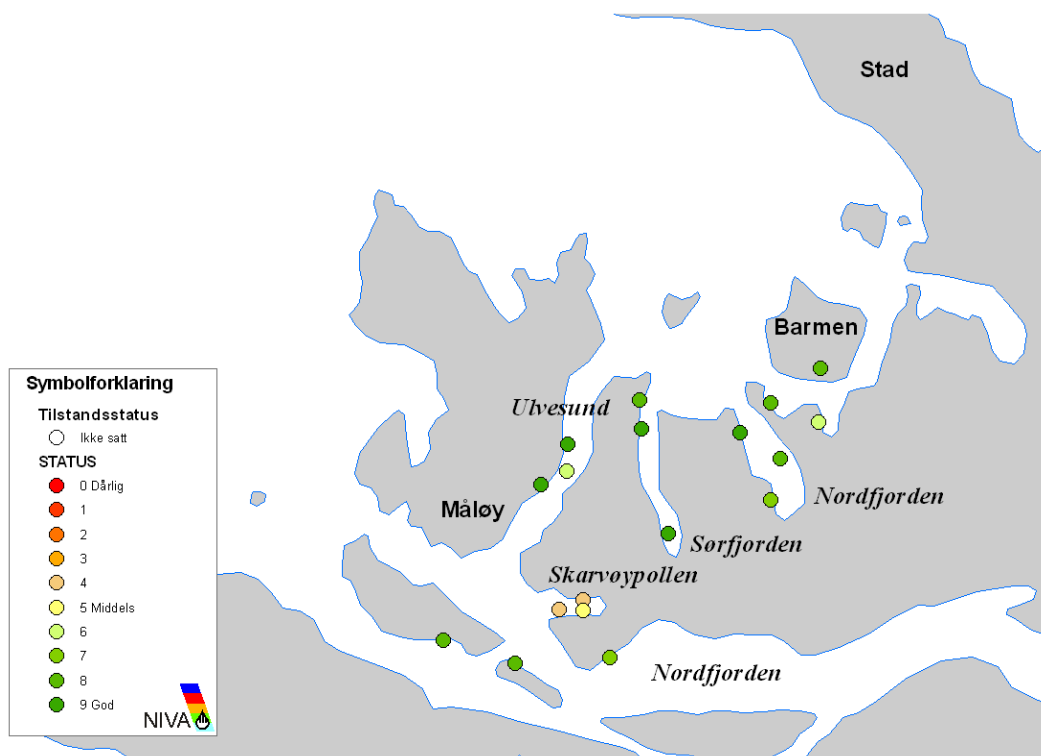 Stad
Barmen
Ulvesund
Måløy
Nordfjorden
Sørfjorden
Skarvøypollen
Nordfjorden
Symbolforklaring
Tilstandsstatus
Ikke satt
STATUS
0 Dårlig
1
2
3
4
5 Middels
6
7
8
9 God
NIVA